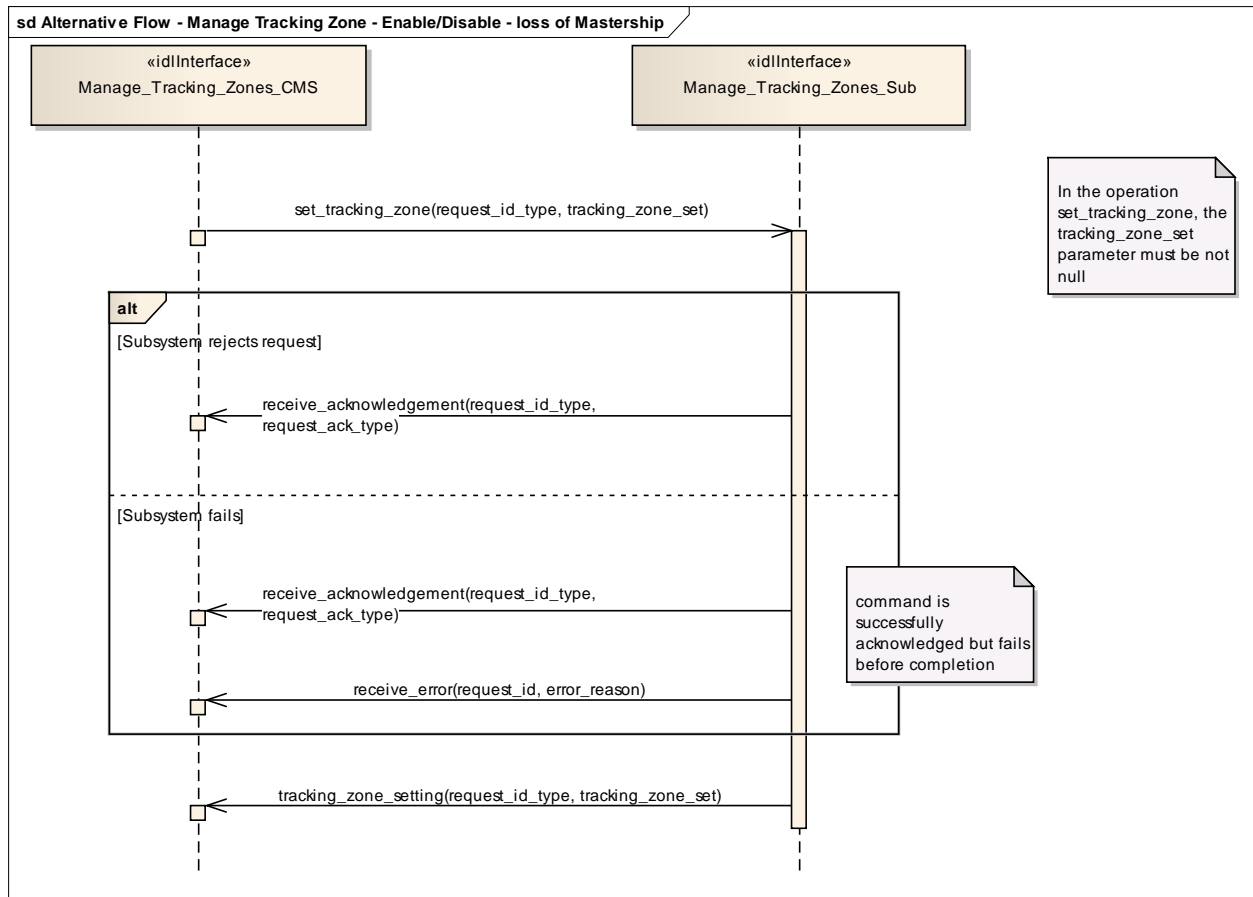 sd Alternative Flow - Manage Tracking Zone - Enable/Disable - loss of Mastership
«idlInterface»
Manage_Tracking_Zones_CMS
«idlInterface»
Manage_Tracking_Zones_Sub
In the operation
set_tracking_zone, the
tracking_zone_set
parameter must be not
null
set_tracking_zone(request_id_type, tracking_zone_set)
alt
[Subsystem rejects request]
receive_acknowledgement(request_id_type,
request_ack_type)
[Subsystem fails]
receive_acknowledgement(request_id_type,
request_ack_type)
command is
successfully
acknowledged but fails
before completion
receive_error(request_id, error_reason)
tracking_zone_setting(request_id_type, tracking_zone_set)